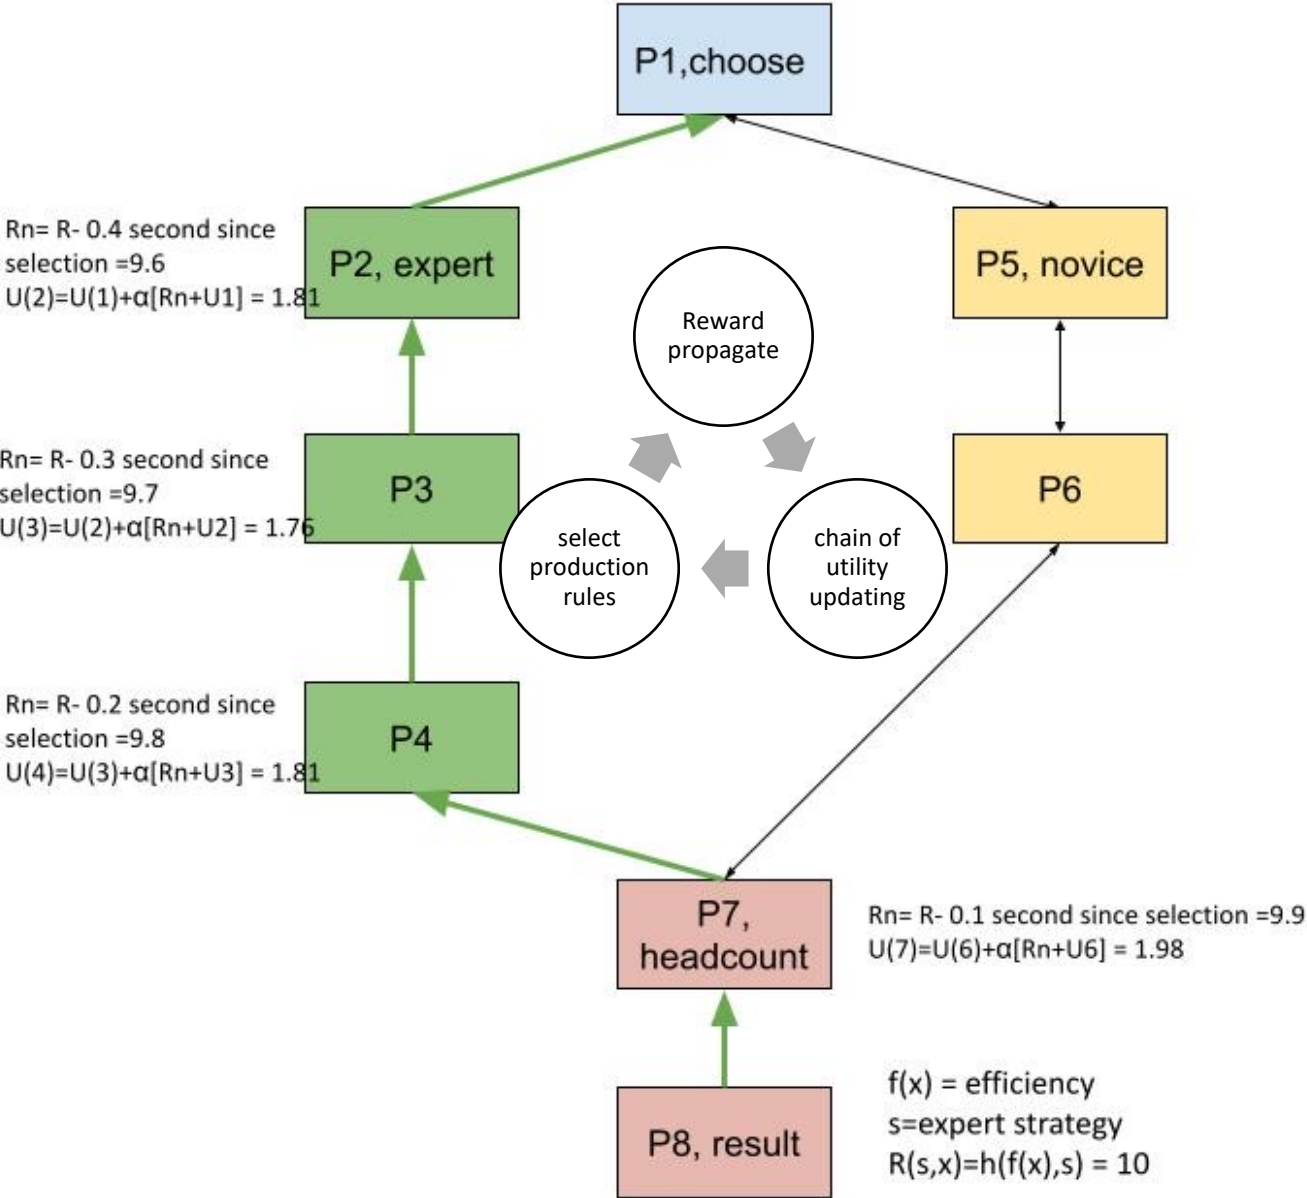 P1,choose
Rn= R- 0.4 second since
selection =9.6
U(2)=U(1)+α[Rn+U1] = 1.81
P2, expert
P5, novice
Reward
propagate
Rn= R- 0.3 second since
selection =9.7
U(3)=U(2)+α[Rn+U2] = 1.76
P3
P6
select
production
rules
chain of
utility
updating
Rn= R- 0.2 second since
selection =9.8
U(4)=U(3)+α[Rn+U3] = 1.81
P4
P7,
headcount
Rn= R- 0.1 second since selection =9.9
U(7)=U(6)+α[Rn+U6] = 1.98
P8, result
f(x) = efficiency
s=expert strategy
R(s,x)=h(f(x),s) = 10